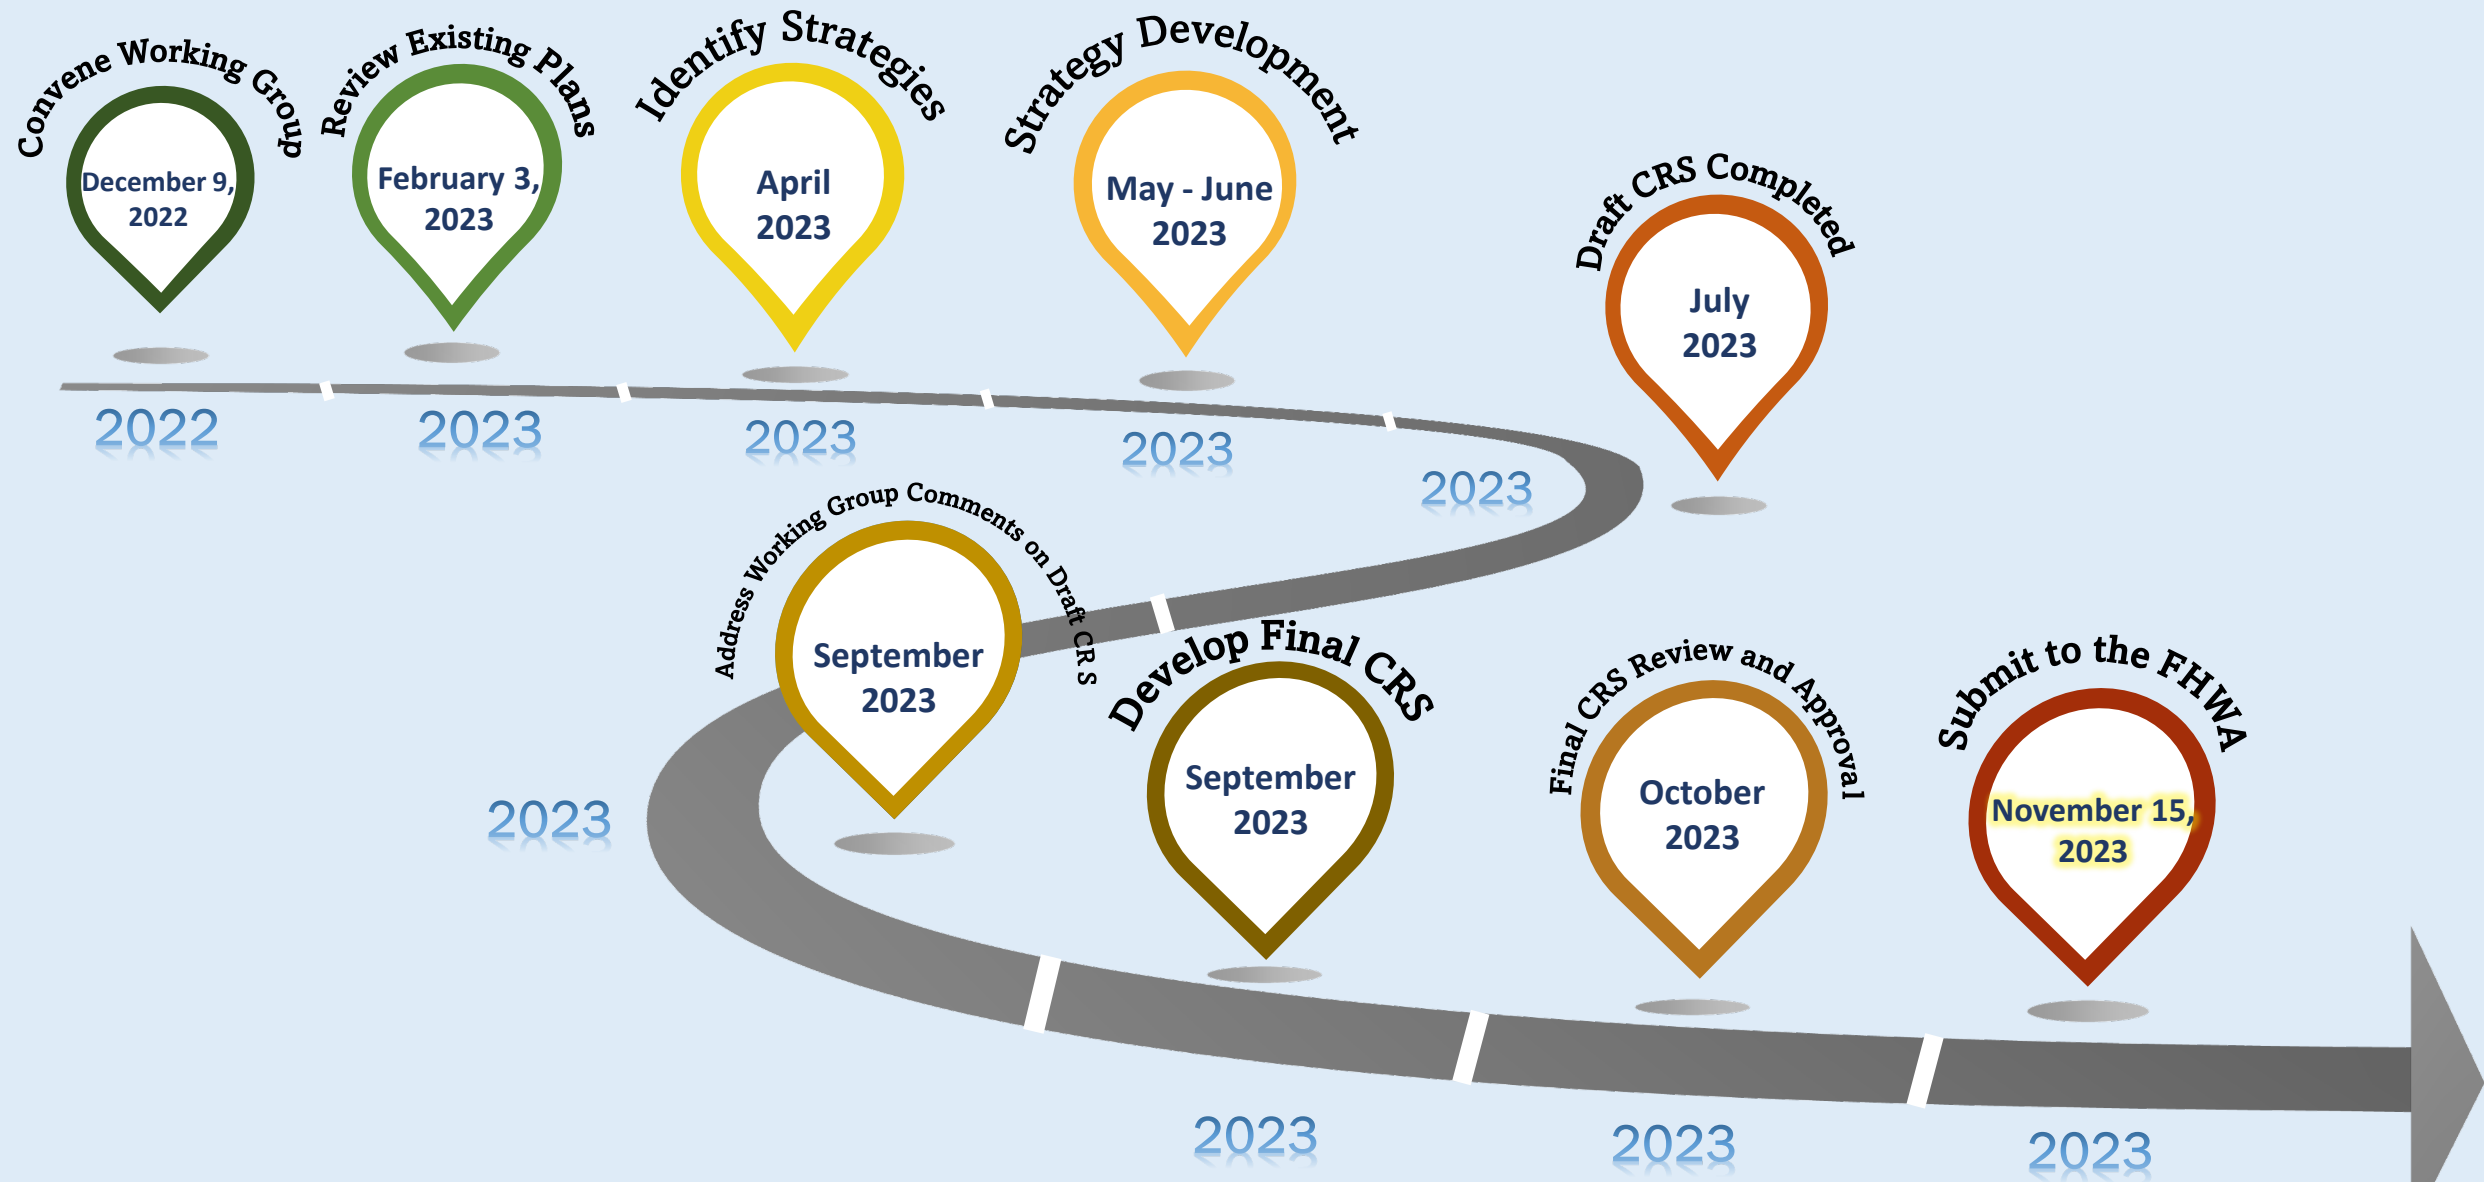 Convene Working Group
December 9,
2022
2022
Review Existing Plans
February 3,
2023
2023
Identify Strategies
April
2023
2023
Strategy Development
May - June
2023
2023
Draft CRS Completed
July
2023
2023
Address Working Group Comments on Draft CR S
September
2023
2023
Develop Final CRS
September
2023
2023
Final CRS Review and Approval
October
2023
2023
Submit to the FHWA
November 15,
2023
2023